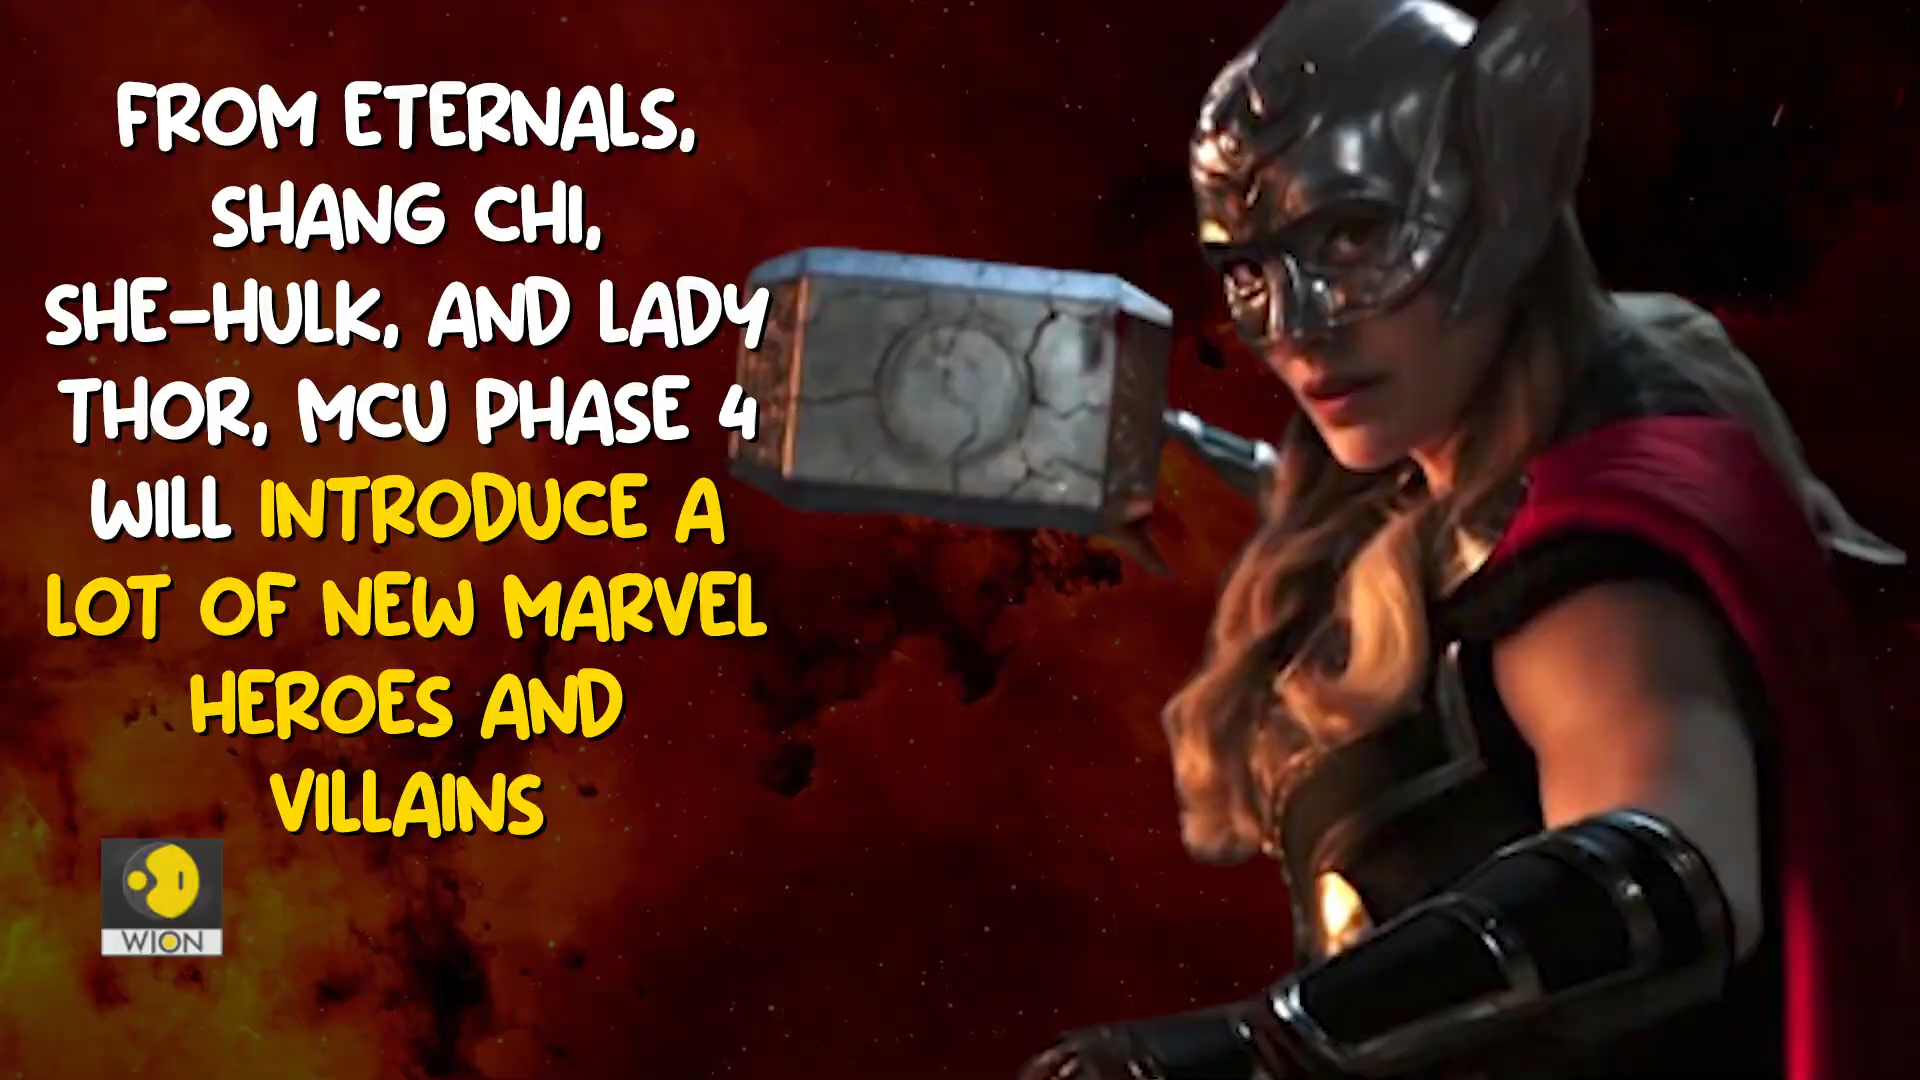 FROM ETERNALS,
SHANG CHI,
SHE-HULK, AND LADY
THOR, MCU PHASE 4
WILL INTRODUCE A
LOT OF NEW MARVEL
HEROES AND
VILLAINS
WION